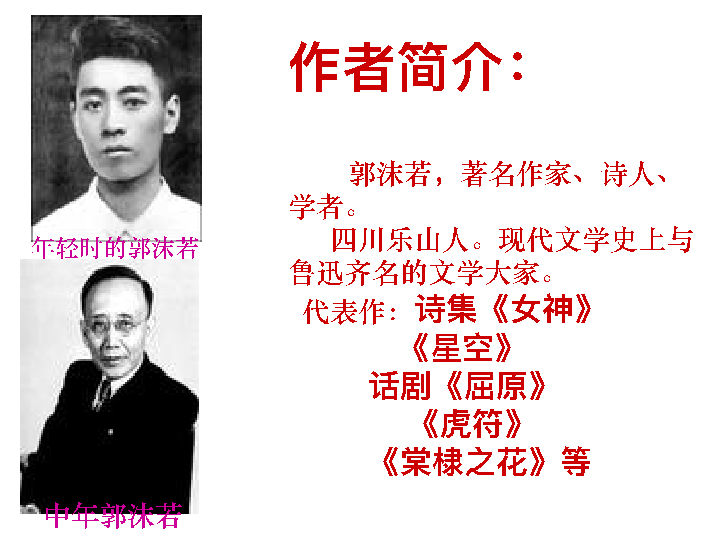 作者简介：
郭沫若，著名作家、诗人、
学者。
四川乐山人。现代文学史上与
鲁迅齐名的文学大家。
代表作：诗集《女神》
《星空》
话剧《屈原》
《虎符》
《棠棣之花》等
年轻时的郭沫若
中年郭沫若